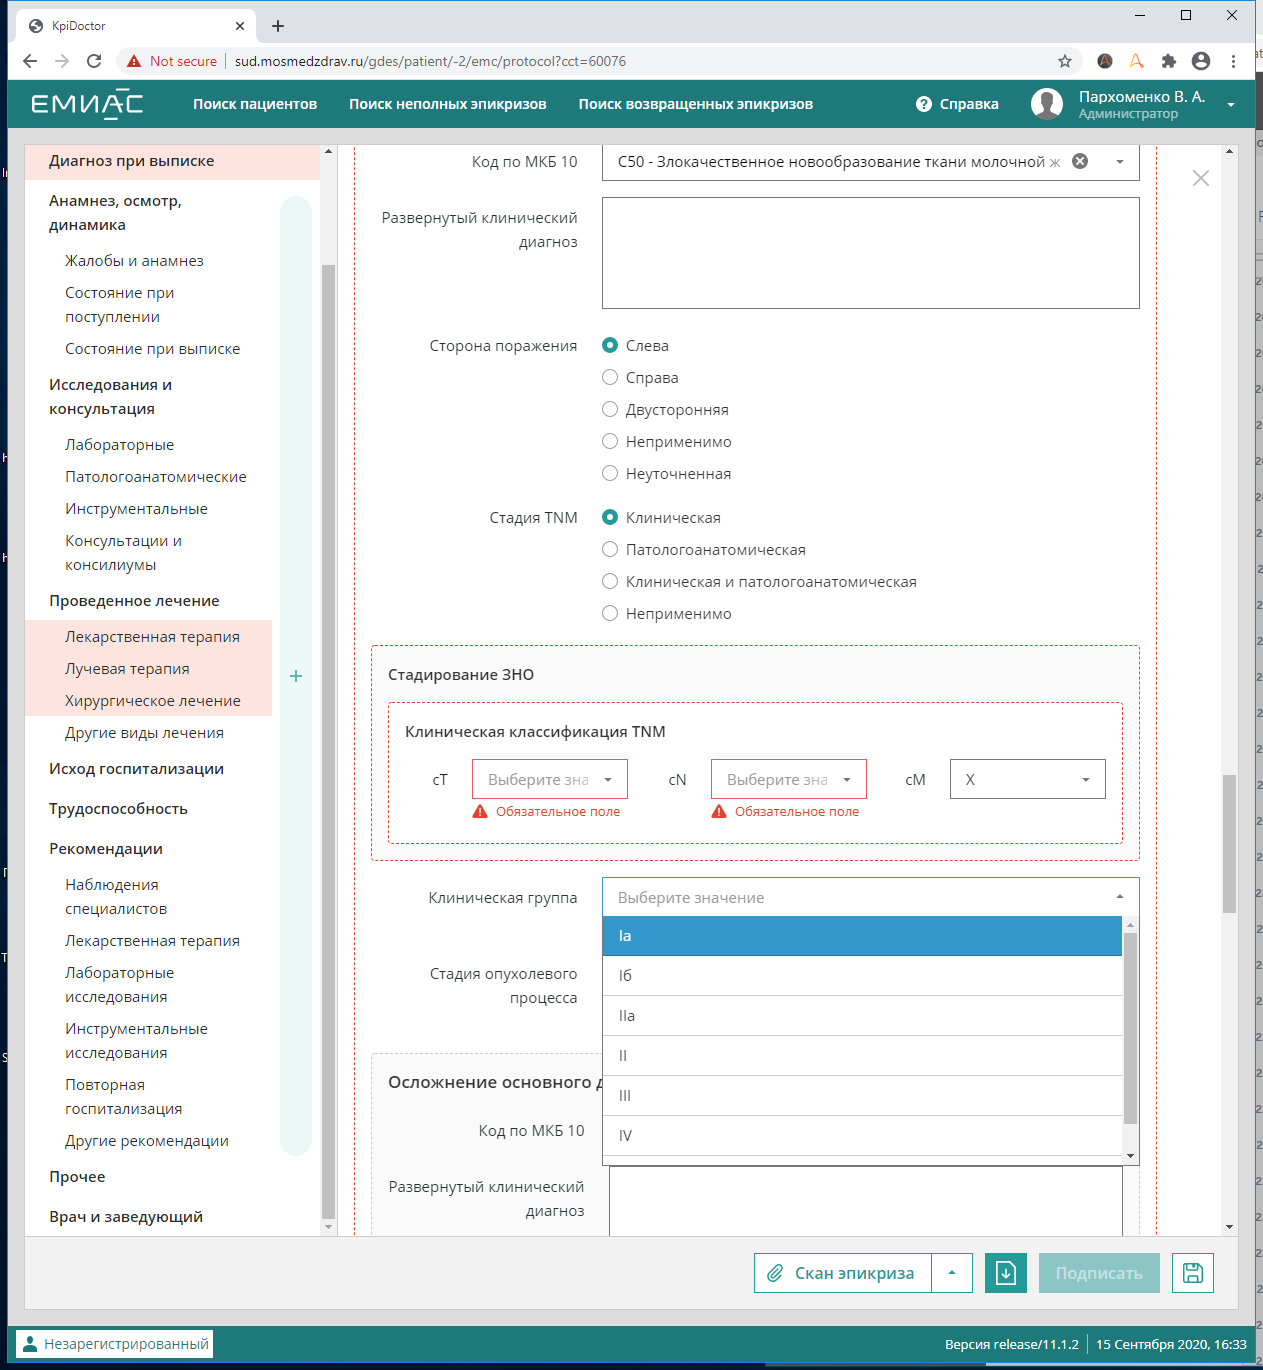 KpiDoctor
Not secure
sud.mosmedzdrav.ru/gdes/patient/-2/emc/protocol?cct=60076
ЕМИАС
Поиск пациентов
Поиск неполных эпикризов
Поиск возвращенных эпикризов
? Справка
Пархоменко В. А.
Администратор
Диагноз при выписке
Анамнез, осмотр,
динамика
Жалобы и анамнез
Состояние при
поступлении
Состояние при выписке
Исследования и
консультация
Лабораторные
Патологоанатомические
Инструментальные
Консультации и
консилиумы
Проведенное лечение
Лекарственная терапия
Лучевая терапия
Хирургическое лечение
Другие виды лечения
Исход госпитализации
Трудоспособность
Рекомендации
Наблюдения
специалистов
Лекарственная терапия
Лабораторные
исследования
Инструментальные
исследования
Повторная
госпитализация
Другие рекомендации
Прочее
Врач и заведующий
Код по МКБ 10
C50 - Злокачественное новообразование ткани молочной ж
Развернутый клинический
диагноз
Сторона поражения
Слева
Справа
Двусторонняя
Неприменимо
Неуточненная
Стадия TNM
Клиническая
Патологоанатомическая
Клиническая и патологоанатомическая
Неприменимо
Стадирование ЗНО
Клиническая классификация TNM
cT
Выберите зна
Обязательное поле
cN
Выберите зна
Обязательное поле
cM
X
Клиническая группа
Выберите значение
Iа
Iб
IIа
II
III
IV
Стадия опухолевого
процесса
Осложнение основного д
Код по МКБ 10
Развернутый клинический
диагноз
Скан эпикриза
Подписать
Незарегистрированный
Версия release/11.1.2
15 Сентября 2020, 16:33